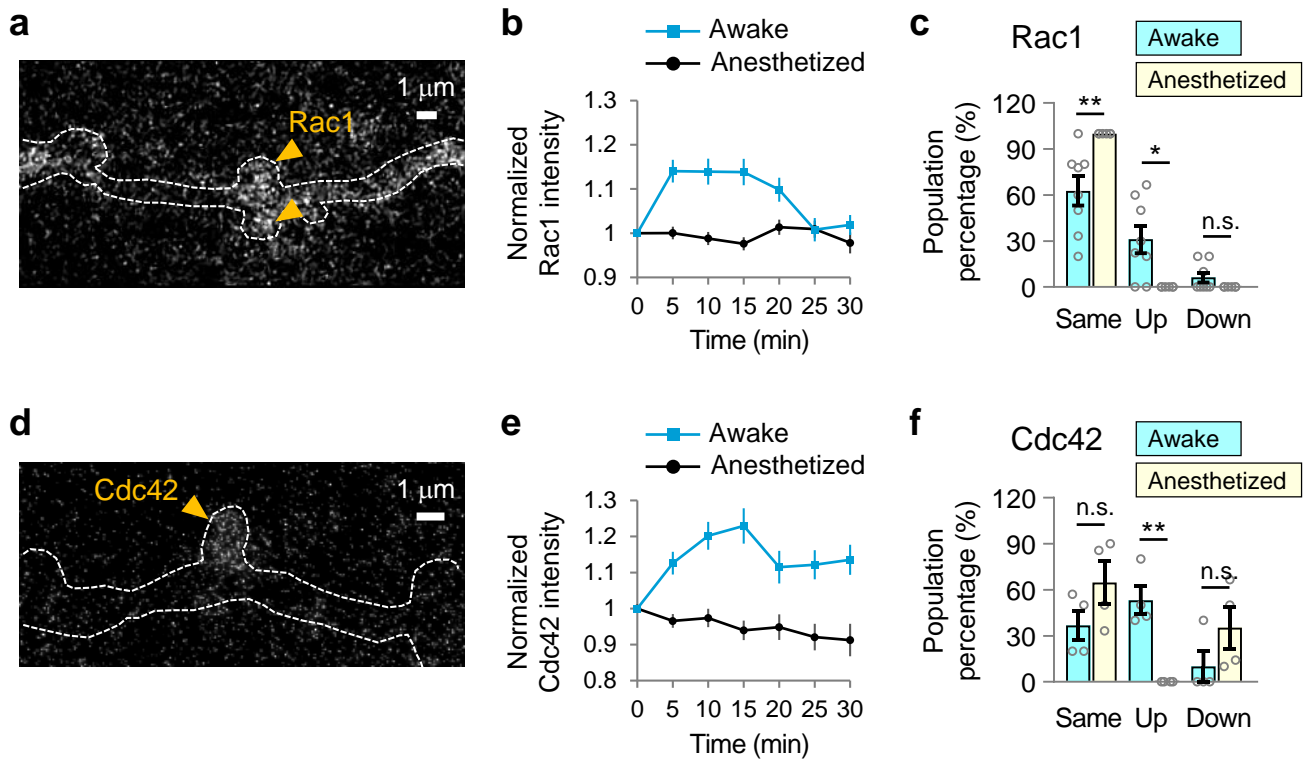 a
1 μm
Rac1
b
Awake
Anesthetized
Normalized
Rac1 intensity
1.3
1.2
1.1
1
0.9
0 5 10 15 20 25 30
Time (min)
c
Rac1
Awake
Anesthetized
Population
percentage (%)
120
90
60
30
0
** * n.s.
Same Up Down
d
1 μm
Cdc42
e
Awake
Anesthetized
Normalized
Cdc42 intensity
1.3
1.2
1.1
1
0.9
0.8
0 5 10 15 20 25 30
Time (min)
f
Cdc42
Awake
Anesthetized
Population
percentage (%)
120
90
60
30
0
n.s. ** n.s.
Same Up Down